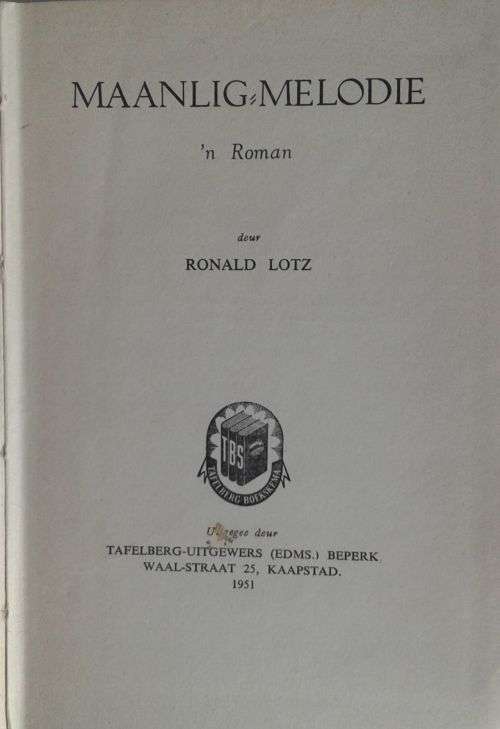 MAANLIG-MELODIE
'n Roman
deur
RONALD LOTZ
TBS
TAFELBERG BOEKSKEMA
Uitgegee deur
TAFELBERG-UITGEWERS (EDMS.) BEPERK
WAAL-STRAAT 25, KAAPSTAD.
1951